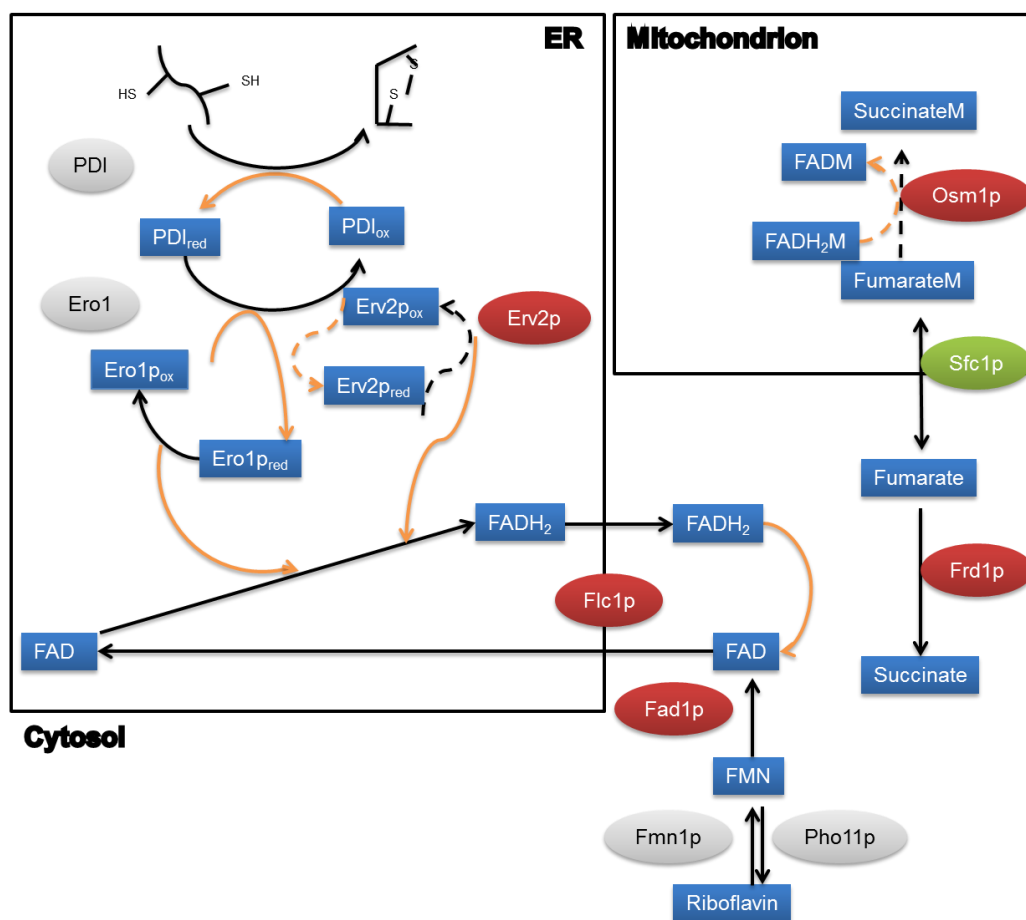 ER
Mitochondrion
HS
SH
S
S
PDI
PDIred
PDIox
Ero1
Erv2pox
Erv2p
Ero1pox
Erv2pred
Ero1pred
FADH2
FADH2
Flc1p
FAD
FAD
Cytosol
SuccinateM
FADM
Osm1p
FADH2M
FumarateM
Sfc1p
Fumarate
Frd1p
Succinate
Fad1p
FMN
Fmn1p
Pho11p
Riboflavin